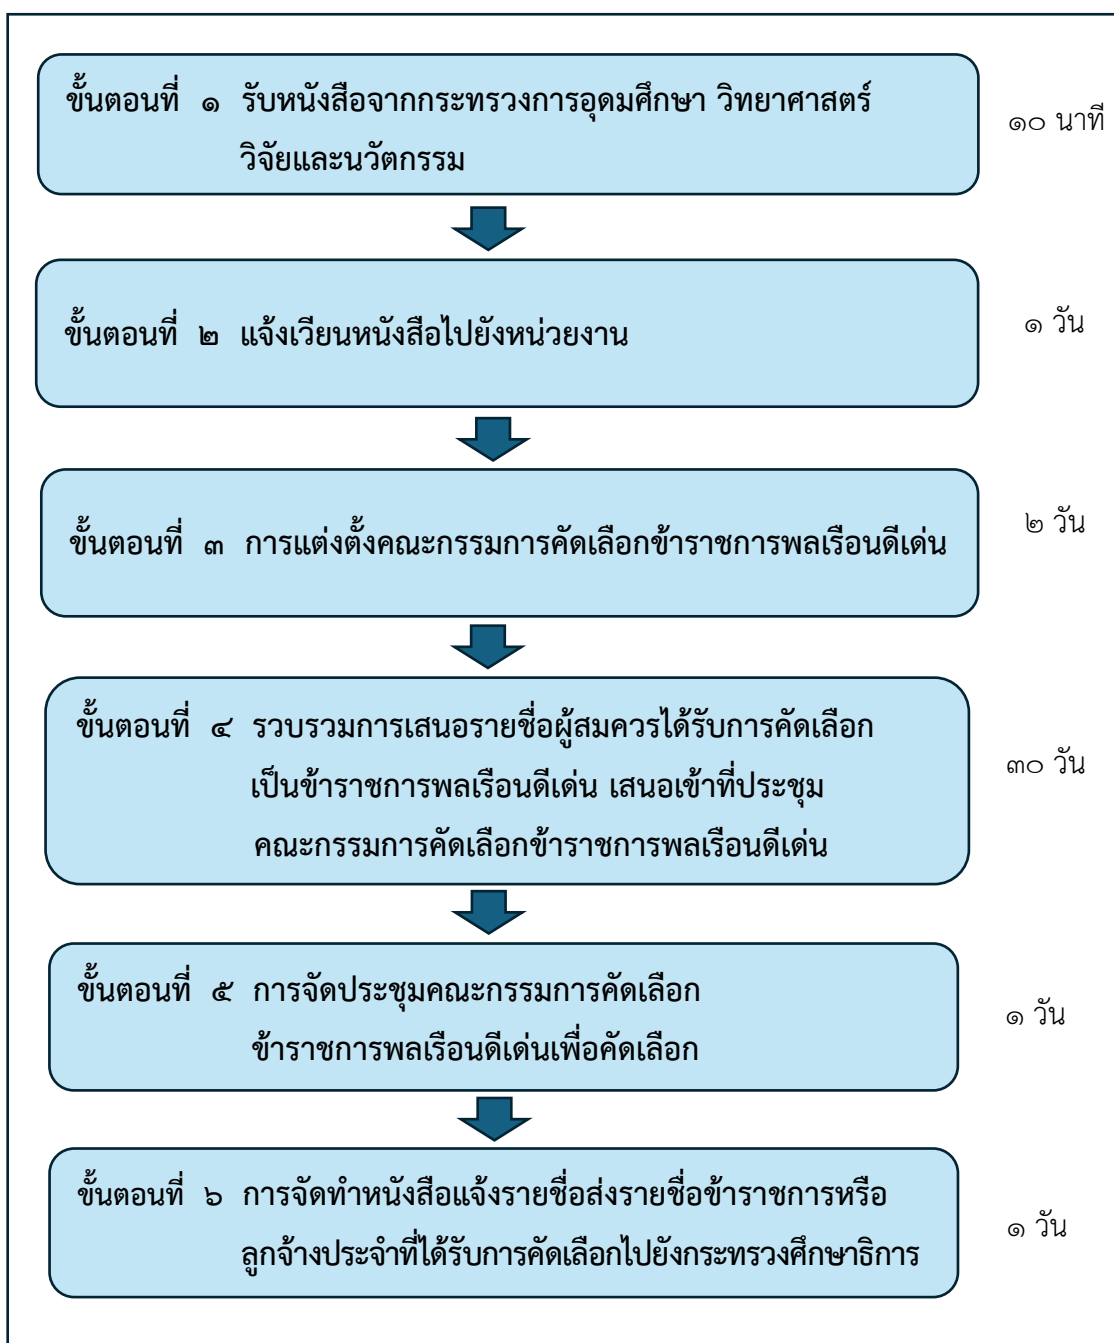 ขั้นตอนที่ ๑ รับหนังสือจากกระทรวงการอุดมศึกษา วิทยาศาสตร์
วิจัยและนวัตกรรม
๑๐ นาที
ขั้นตอนที่ ๒ แจ้งเวียนหนังสือไปยังหน่วยงาน
๑ วัน
ขั้นตอนที่ ๓ การแต่งตั้งคณะกรรมการคัดเลือกข้าราชการพลเรือนดีเด่น
๒ วัน
ขั้นตอนที่ ๔ รวบรวมการเสนอรายชื่อผู้สมควรได้รับการคัดเลือก
เป็นข้าราชการพลเรือนดีเด่น เสนอเข้าที่ประชุม
คณะกรรมการคัดเลือกข้าราชการพลเรือนดีเด่น
๓๐ วัน
ขั้นตอนที่ ๕ การจัดประชุมคณะกรรมการคัดเลือก
ข้าราชการพลเรือนดีเด่นเพื่อคัดเลือก
๑ วัน
ขั้นตอนที่ ๖ การจัดทำหนังสือแจ้งรายชื่อส่งรายชื่อข้าราชการหรือ
ลูกจ้างประจำที่ได้รับการคัดเลือกไปยังกระทรวงศึกษาธิการ
๑ วัน